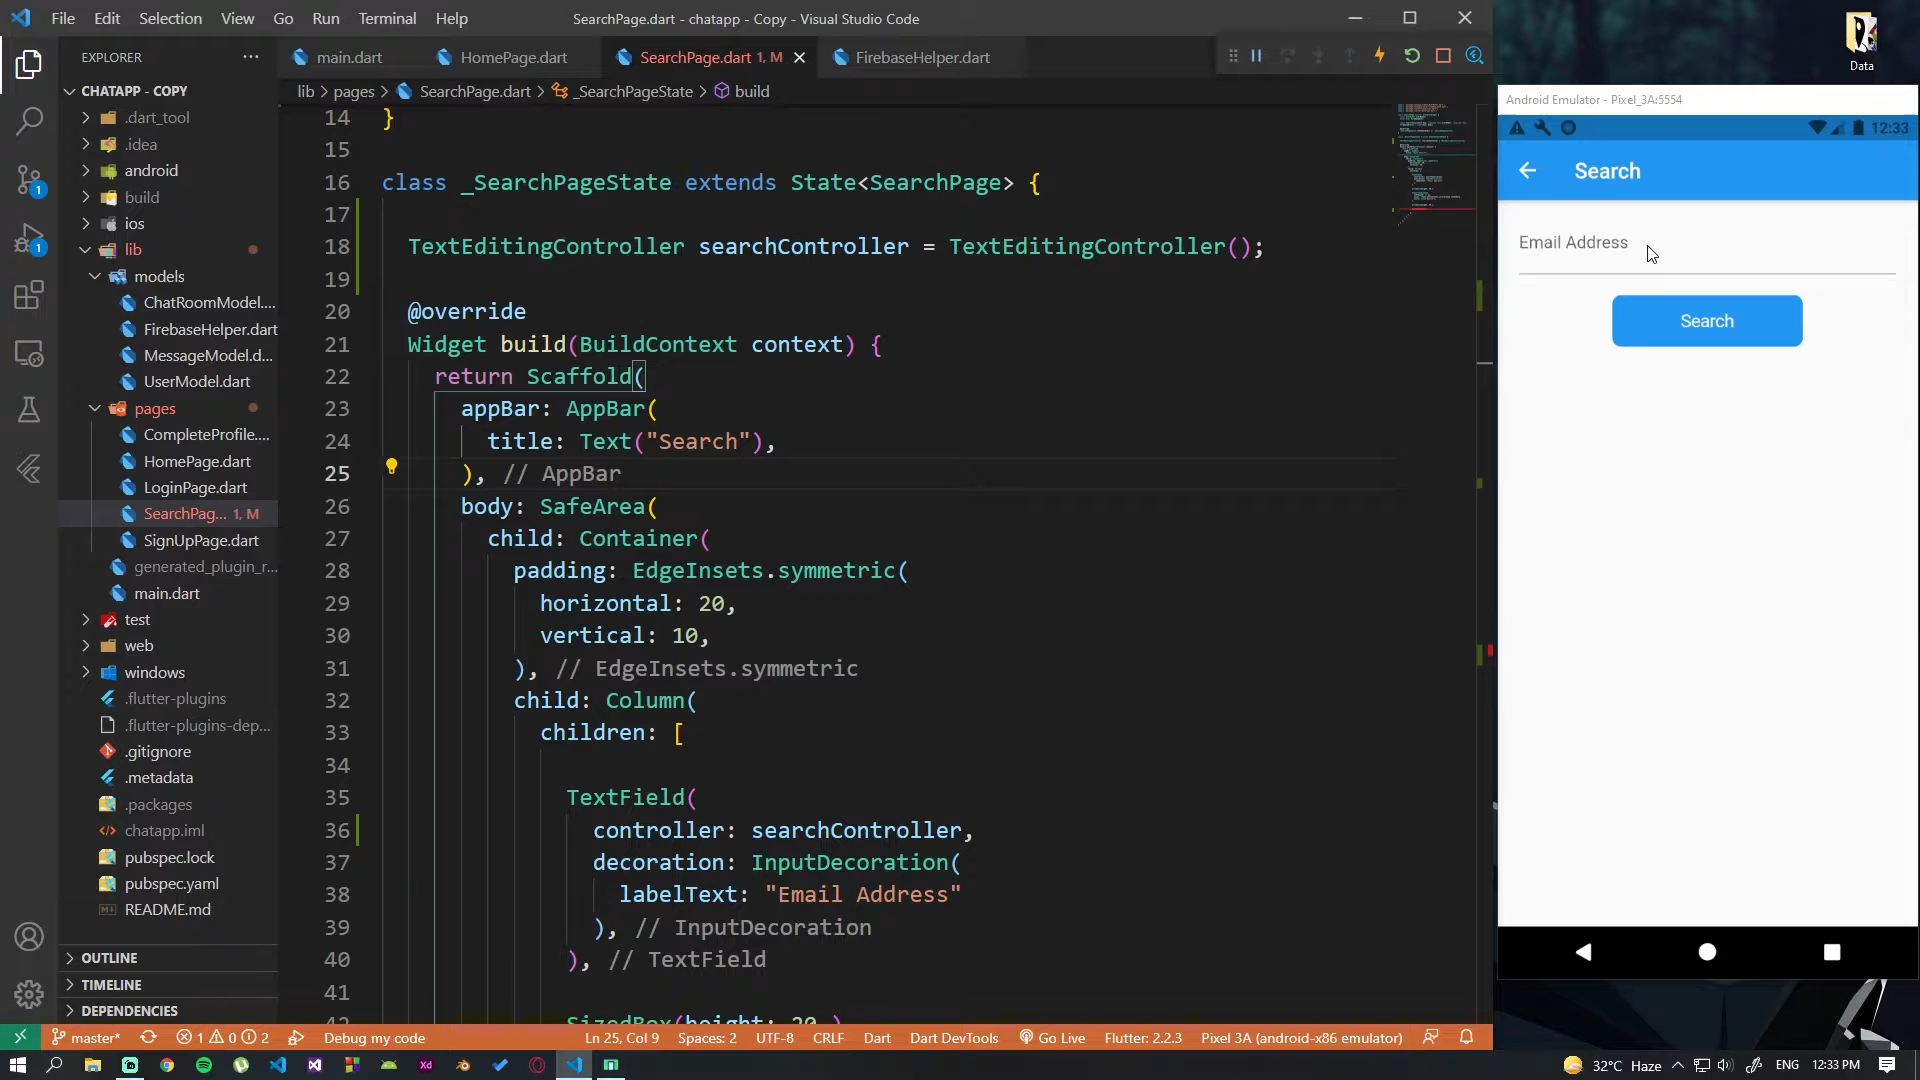 File Edit Selection View Go Run Terminal Help
SearchPage.dart - chatapp - Copy - Visual Studio Code
Data
EXPLORER
main.dart
HomePage.dart
SearchPage.dart 1, M
FirebaseHelper.dart
CHATAPP - COPY
lib > pages > SearchPage.dart > _SearchPageState > build
.dart_tool
.idea
android
build
ios
lib
models
ChatRoomModel....
FirebaseHelper.dart
MessageModel.d...
UserModel.dart
pages
CompleteProfile....
HomePage.dart
LoginPage.dart
SearchPag... 1, M
SignUpPage.dart
generated_plugin_r...
main.dart
test
web
windows
.flutter-plugins
.flutter-plugins-dep...
.gitignore
.metadata
.packages
chatapp.iml
pubspec.lock
pubspec.yaml
README.md
OUTLINE
TIMELINE
DEPENDENCIES
14 }
15
16 class _SearchPageState extends State<SearchPage> {
17
18 TextEditingController searchController = TextEditingController();
19
20 @override
21 Widget build(BuildContext context) {
22 return Scaffold(
23 appBar: AppBar(
24 title: Text("Search"),
25 ), // AppBar
26 body: SafeArea(
27 child: Container(
28 padding: EdgeInsets.symmetric(
29 horizontal: 20,
30 vertical: 10,
31 ), // EdgeInsets.symmetric
32 child: Column(
33 children: [
34
35 TextField(
36 controller: searchController,
37 decoration: InputDecoration(
38 labelText: "Email Address"
39 ), // InputDecoration
40 ), // TextField
41
42 SizedBox(height: 20,)
Android Emulator - Pixel_3A:5554
12:33
Search
Email Address
Search
master* 1 0 2 Debug my code
Ln 25, Col 9 Spaces: 2 UTF-8 CRLF Dart Dart DevTools Go Live Flutter: 2.2.3 Pixel 3A (android-x86 emulator)
32°C Haze ENG 12:33 PM